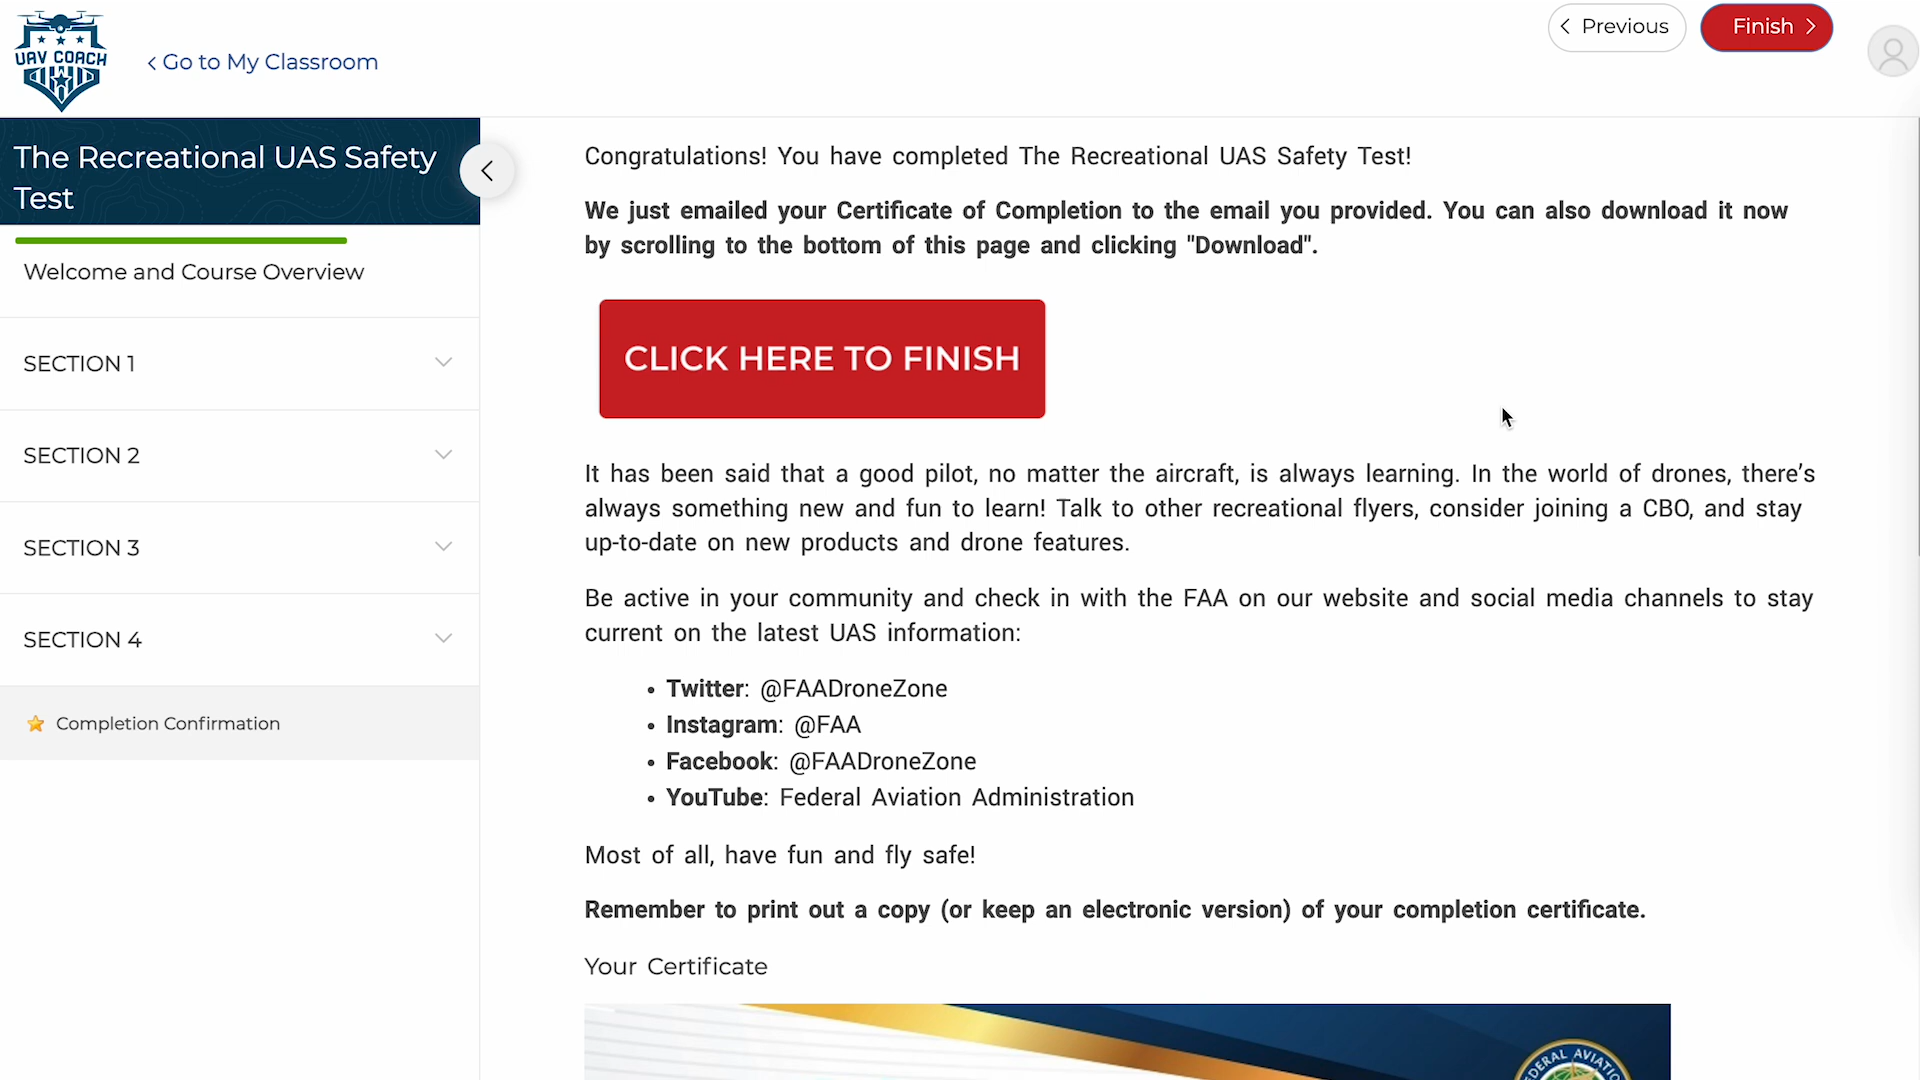 UAV COACH
Go to My Classroom
Previous
Finish
The Recreational UAS Safety
Test
Welcome and Course Overview
SECTION 1
SECTION 2
SECTION 3
SECTION 4
Completion Confirmation
Congratulations! You have completed The Recreational UAS Safety Test!
We just emailed your Certificate of Completion to the email you provided. You can also download it now
by scrolling to the bottom of this page and clicking "Download".
CLICK HERE TO FINISH
It has been said that a good pilot, no matter the aircraft, is always learning. In the world of drones, there’s
always something new and fun to learn! Talk to other recreational flyers, consider joining a CBO, and stay
up-to-date on new products and drone features.
Be active in your community and check in with the FAA on our website and social media channels to stay
current on the latest UAS information:
• Twitter: @FAADroneZone
• Instagram: @FAA
• Facebook: @FAADroneZone
• YouTube: Federal Aviation Administration
Most of all, have fun and fly safe!
Remember to print out a copy (or keep an electronic version) of your completion certificate.
Your Certificate